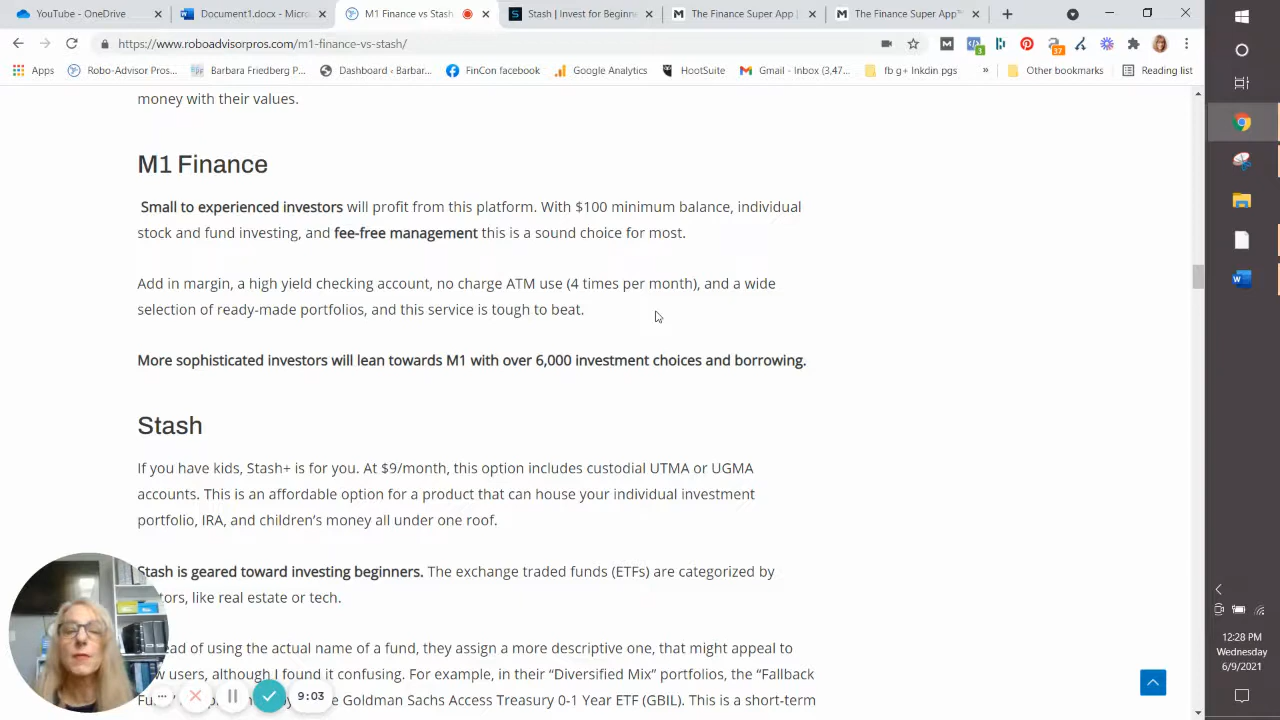 YouTube - OneDrive
Document1.docx - Micro
M1 Finance vs Stash
Stash | Invest for Beginne
The Finance Super App |
The Finance Super App™
https://www.roboadvisorpros.com/m1-finance-vs-stash/
3
37
Apps
Robo-Advisor Pros...
Barbara Friedberg P...
Dashboard ‹ Barbar...
FinCon facebook
Google Analytics
HootSuite
Gmail - Inbox (3,47...
fb g+ lnkdin pgs
»
Other bookmarks
Reading list
money with their values.
M1 Finance
Small to experienced investors will profit from this platform. With $100 minimum balance, individual
stock and fund investing, and fee-free management this is a sound choice for most.
Add in margin, a high yield checking account, no charge ATM use (4 times per month), and a wide
selection of ready-made portfolios, and this service is tough to beat.
More sophisticated investors will lean towards M1 with over 6,000 investment choices and borrowing.
Stash
If you have kids, Stash+ is for you. At $9/month, this option includes custodial UTMA or UGMA
accounts. This is an affordable option for a product that can house your individual investment
portfolio, IRA, and children's money all under one roof.
Stash is geared toward investing beginners. The exchange traded funds (ETFs) are categorized by
tors, like real estate or tech.
ead of using the actual name of a fund, they assign a more descriptive one, that might appeal to
users, although I found it confusing. For example, in their “Diversified Mix” portfolios, the “Fallback
Goldman Sachs Access Treasury 0-1 Year ETF (GBIL). This is a short-term
9:03
12:28 PM
Wednesday
6/9/2021